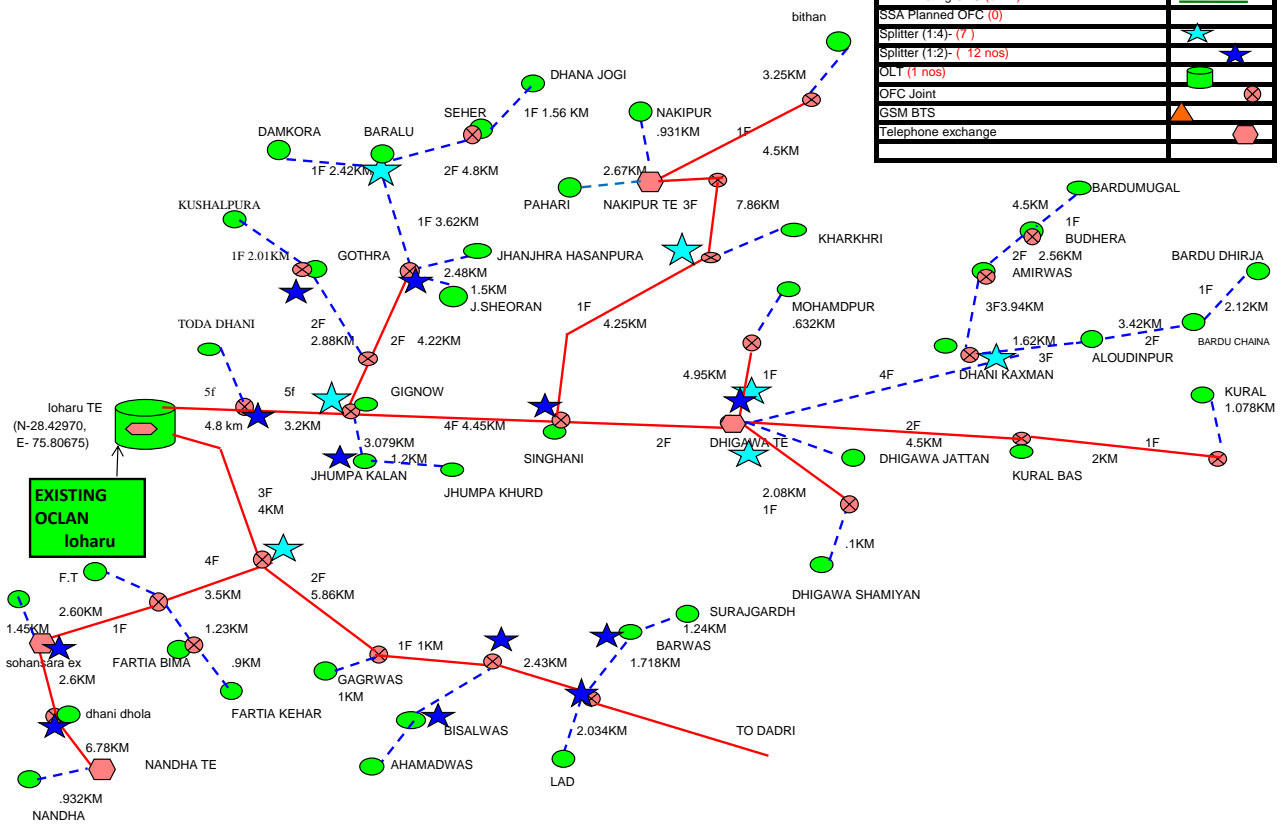 SSA Planned OFC (0)
Splitter (1:4)- (7 )
Splitter (1:2)- ( 12 nos)
OLT (1 nos)
OFC Joint
GSM BTS
Telephone exchange
bithan
3.25KM
DHANA JOGI
SEHER
1F 1.56 KM
NAKIPUR
.931KM
1F
4.5KM
DAMKORA
BARALU
1F 2.42KM
2F 4.8KM
2.67KM
PAHARI
NAKIPUR TE 3F
7.86KM
BARDUMUGAL
4.5KM
1F
BUDHERA
2F
2.56KM
AMIRWAS
BARDU DHIRJA
KUSHALPURA
1F 3.62KM
KHARKHRI
1F 2.01KM
GOTHRA
JHANJHRA HASANPURA
2.48KM
1.5KM
J.SHEORAN
MOHAMDPUR
.632KM
3F3.94KM
1F
2.12KM
TODA DHANI
2F
2.88KM
2F
4.22KM
1F
4.25KM
1.62KM
3.42KM
2F
3F
ALOUDINPUR
BARDU CHAINA
DHANI KAXMAN
4.95KM
1F
4F
KURAL
1.078KM
5f
5f
GIGNOW
loharu TE
(N-28.42970,
E- 75.80675)
4.8 km
3.2KM
4F 4.45KM
2F
DHIGAWA TE
2F
4.5KM
DHIGAWA JATTAN
1F
2KM
KURAL BAS
3.079KM
1.2KM
JHUMPA KALAN
JHUMPA KHURD
SINGHANI
2.08KM
1F
EXISTING
OCLAN
loharu
3F
4KM
.1KM
DHIGAWA SHAMIYAN
F.T
4F
3.5KM
2F
5.86KM
2.60KM
1F
1.45KM
1.23KM
sohansara ex
FARTIA BIMA
.9KM
FARTIA KEHAR
2.6KM
dhani dhola
6.78KM
NANDHA TE
.932KM
NANDHA
GAGRWAS
1KM
1F 1KM
2.43KM
SURAJGARDH
1.24KM
BARWAS
1.718KM
BISALWAS
AHAMADWAS
2.034KM
LAD
TO DADRI